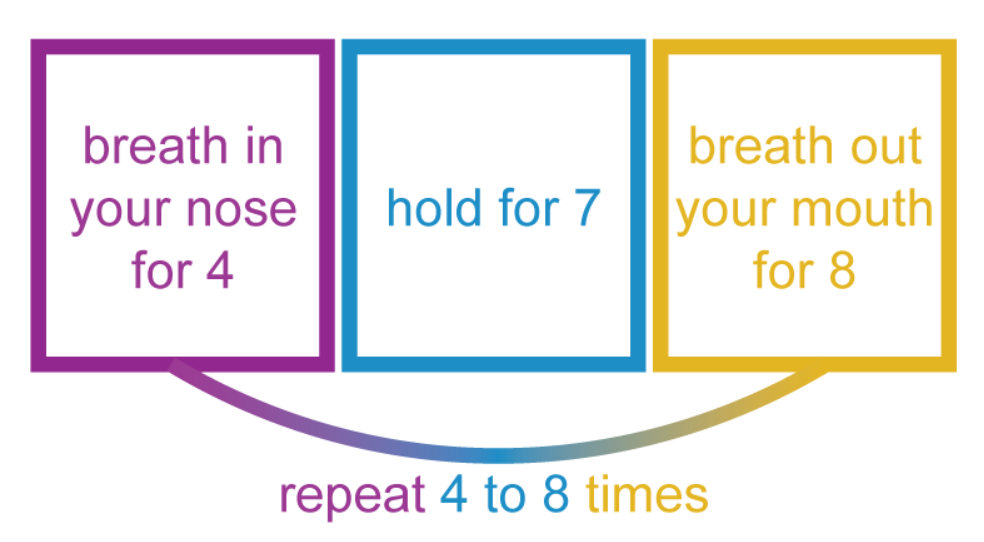 breath in
your nose
for 4
hold for 7
breath out
your mouth
for 8
repeat 4 to 8 times